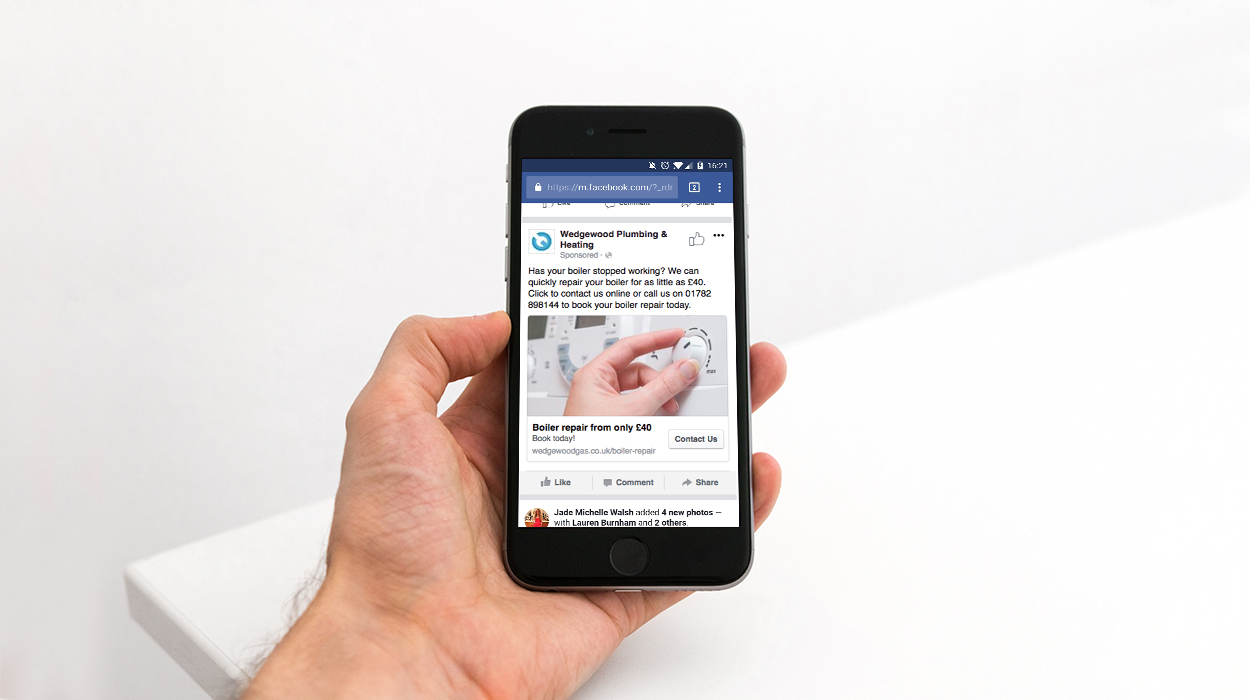 16:21
https://m.facebook.com/?_rdr
2
Like Comment Share
Wedgewood Plumbing &
Heating
Sponsored ·
Has your boiler stopped working? We can
quickly repair your boiler for as little as £40.
Click to contact us online or call us on 01782
898144 to book your boiler repair today.
max
Boiler repair from only £40
Book today!
wedgewoodgas.co.uk/boiler-repair
Contact Us
Like Comment Share
Jade Michelle Walsh added 4 new photos —
with Lauren Burnham and 2 others.